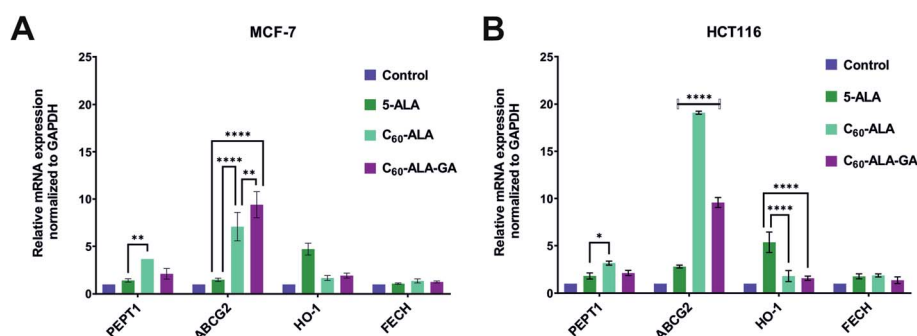 A
MCF-7
Relative mRNA expression
normalized to GAPDH
25
20
15
10
5
0
**
****
****
**
PEPT1
ABCG2
HO-1
FECH
Control
5-ALA
C60-ALA
C60-ALA-GA
B
HCT116
Relative mRNA expression
normalized to GAPDH
25
20
15
10
5
0
*
****
****
****
PEPT1
ABCG2
HO-1
FECH
Control
5-ALA
C60-ALA
C60-ALA-GA